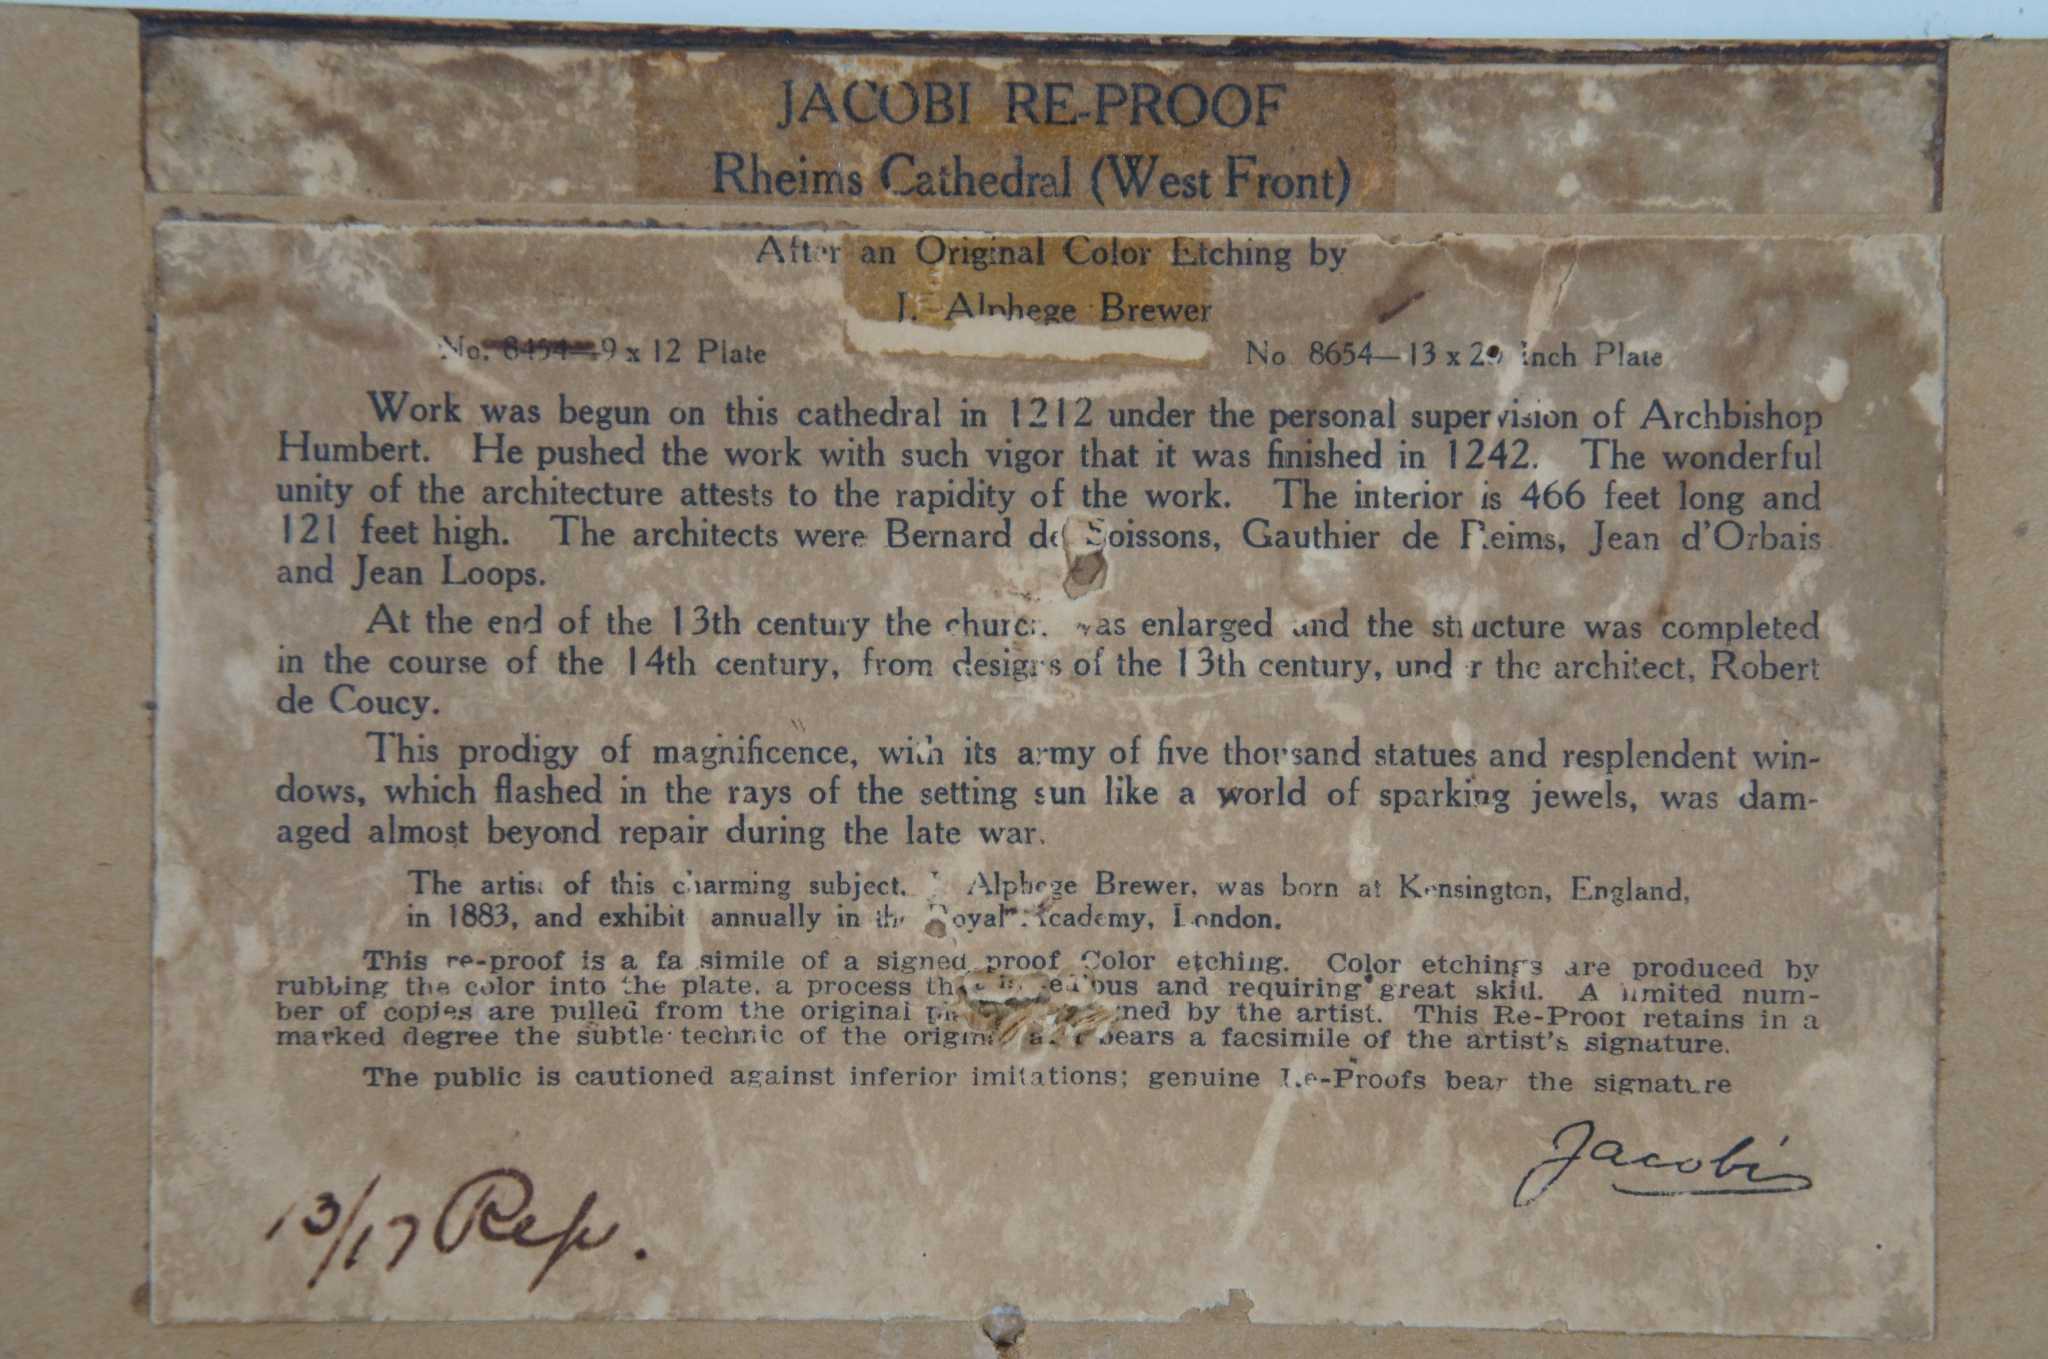 JACOBI RE-PROOF
Rheims Cathedral (West Front)
After an Original Color Etching by
J. Alphege Brewer
No. 8454—9 x 12 Plate
No 8654—13 x 20 Inch Plate
Work was begun on this cathedral in 1212 under the personal supervision of Archbishop
Humbert. He pushed the work with such vigor that it was finished in 1242. The wonderful
unity of the architecture attests to the rapidity of the work. The interior is 466 feet long and
121 feet high. The architects were Bernard de Soissons, Gauthier de Reims, Jean d'Orbais
and Jean Loops.
At the end of the 13th century the church was enlarged and the structure was completed
in the course of the 14th century, from designs of the 13th century, under the architect, Robert
de Coucy.
This prodigy of magnificence, with its army of five thousand statues and resplendent win-
dows, which flashed in the rays of the setting sun like a world of sparking jewels, was dam-
aged almost beyond repair during the late war.
The artist of this charming subject, J. Alphege Brewer, was born at Kensington, England,
in 1883, and exhibit annually in the Royal Academy, London.
This re-proof is a fa simile of a signed proof Color etching. Color etchings are produced by
rubbing the color into the plate, a process and requiring great skill. A limited num-
ber of copies are pulled from the original by the artist. This Re-Proof retains in a
marked degree the subtle technic of the original bears a facsimile of the artist's signature.
The public is cautioned against inferior imitations; genuine Re-Proofs bear the signature
Jacobi
13/17 Rep.